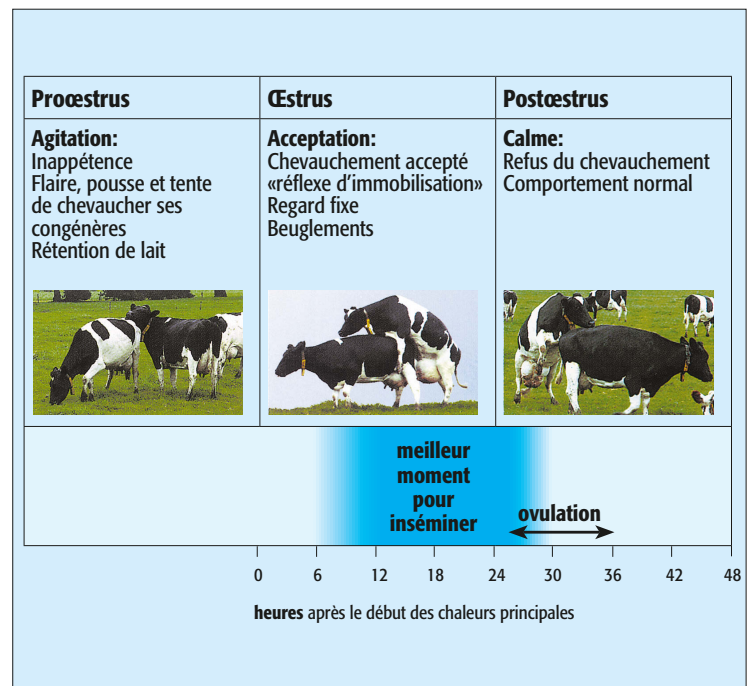 Proœstrus
Agitation:
Inappétence
Flaire, pousse et tente
de chevaucher ses
congénères
Rétention de lait
Œstrus
Acceptation:
Chevauchement accepté
«réflexe d’immobilisation»
Regard fixe
Beuglements
Postœstrus
Calme:
Refus du chevauchement
Comportement normal
meilleur
moment
pour
inséminer
ovulation
0 6 12 18 24 30 36 42 48
heures après le début des chaleurs principales